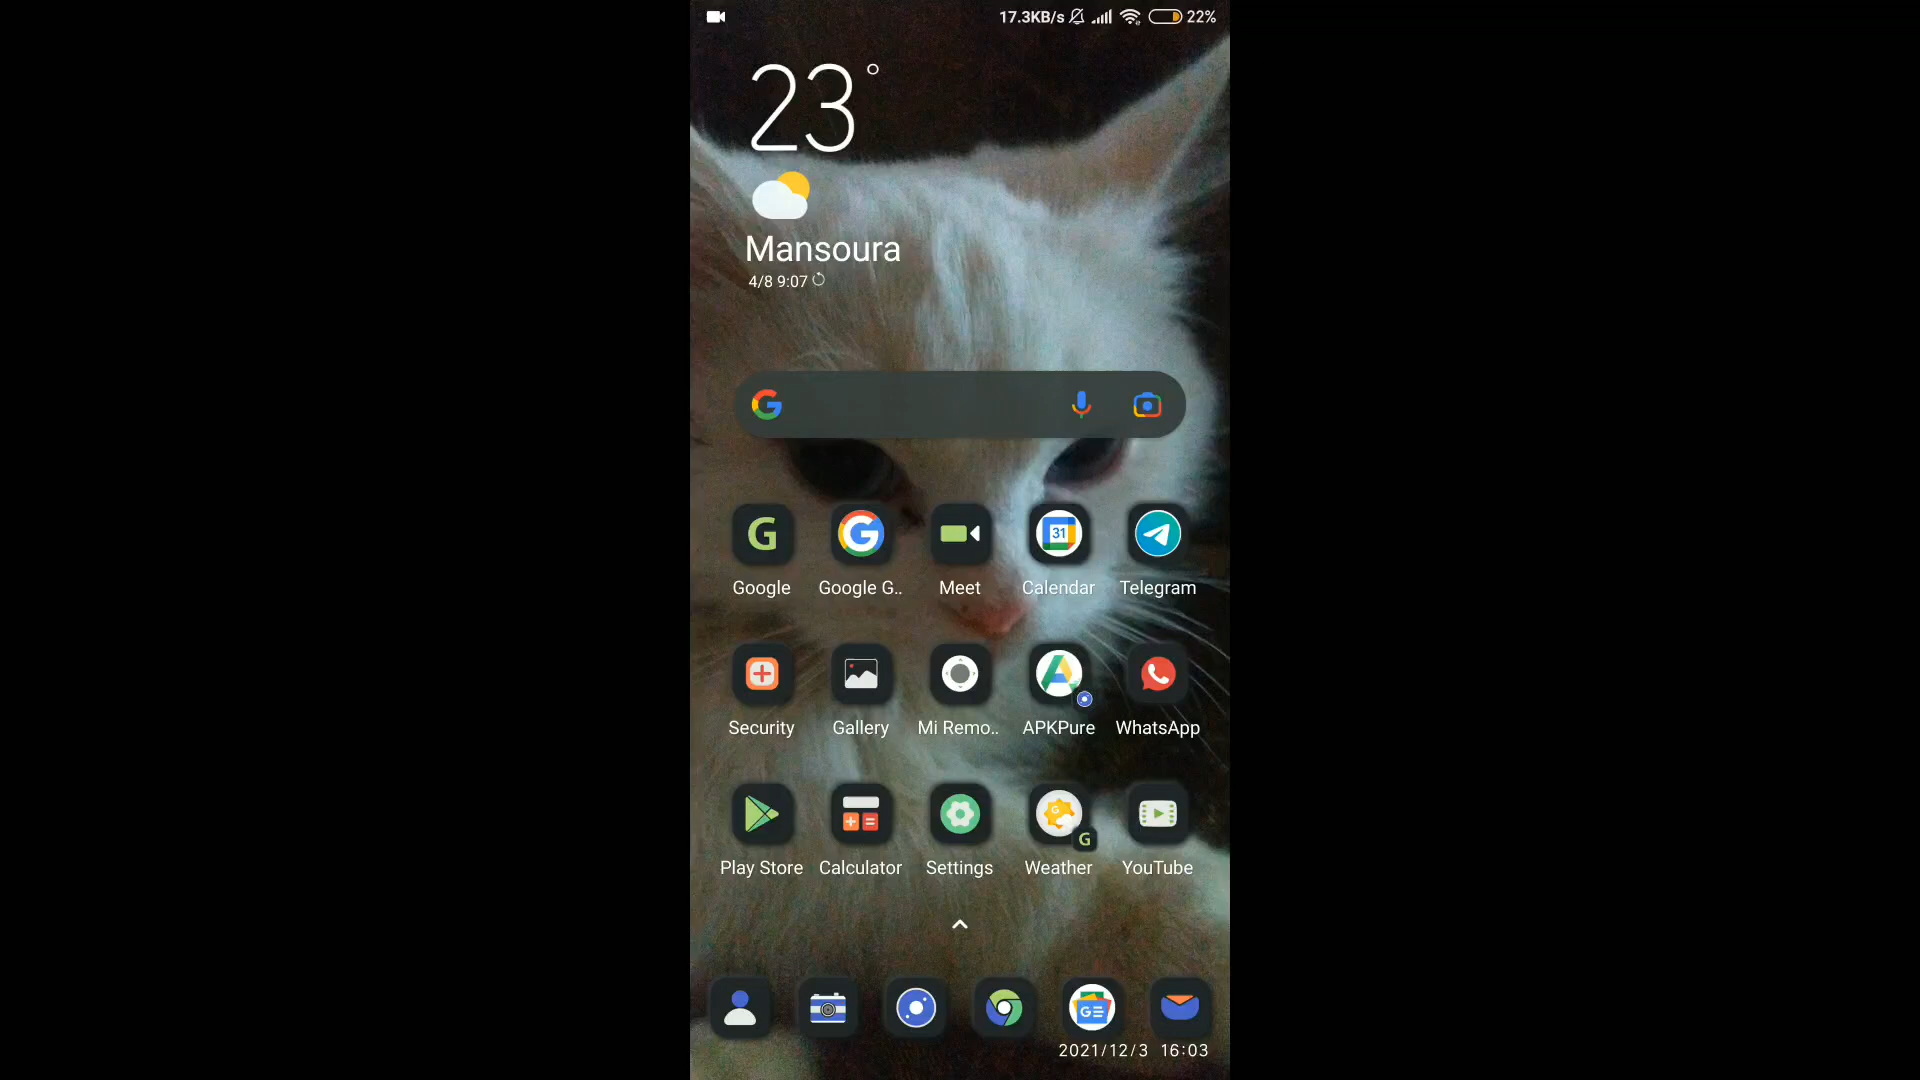 17.3KB/s 22%
23°
Mansoura
4/8 9:07
G
Google Google G.. Meet Calendar Telegram
Security Gallery Mi Remo.. APKPure WhatsApp
Play Store Calculator Settings Weather YouTube
2021/12/3 16:03